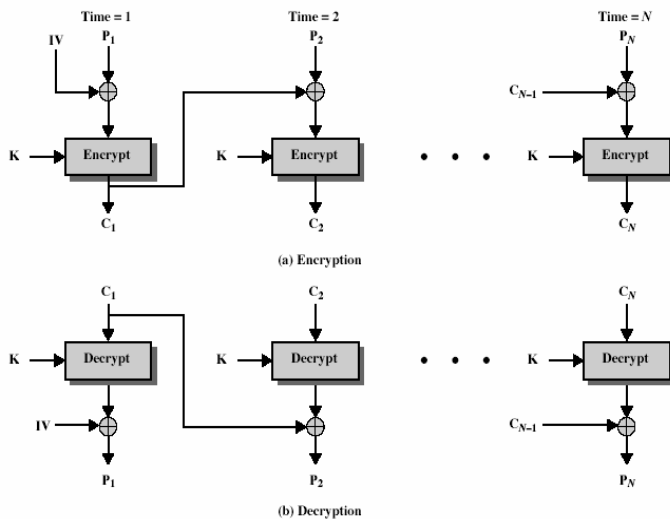 Time = 1 Time = 2 Time = N
IV P1 P2 PN
CN–1
K Encrypt K Encrypt • • • K Encrypt
C1 C2 CN
(a) Encryption
C1 C2 CN
K Decrypt K Decrypt • • • K Decrypt
IV CN–1
P1 P2 PN
(b) Decryption